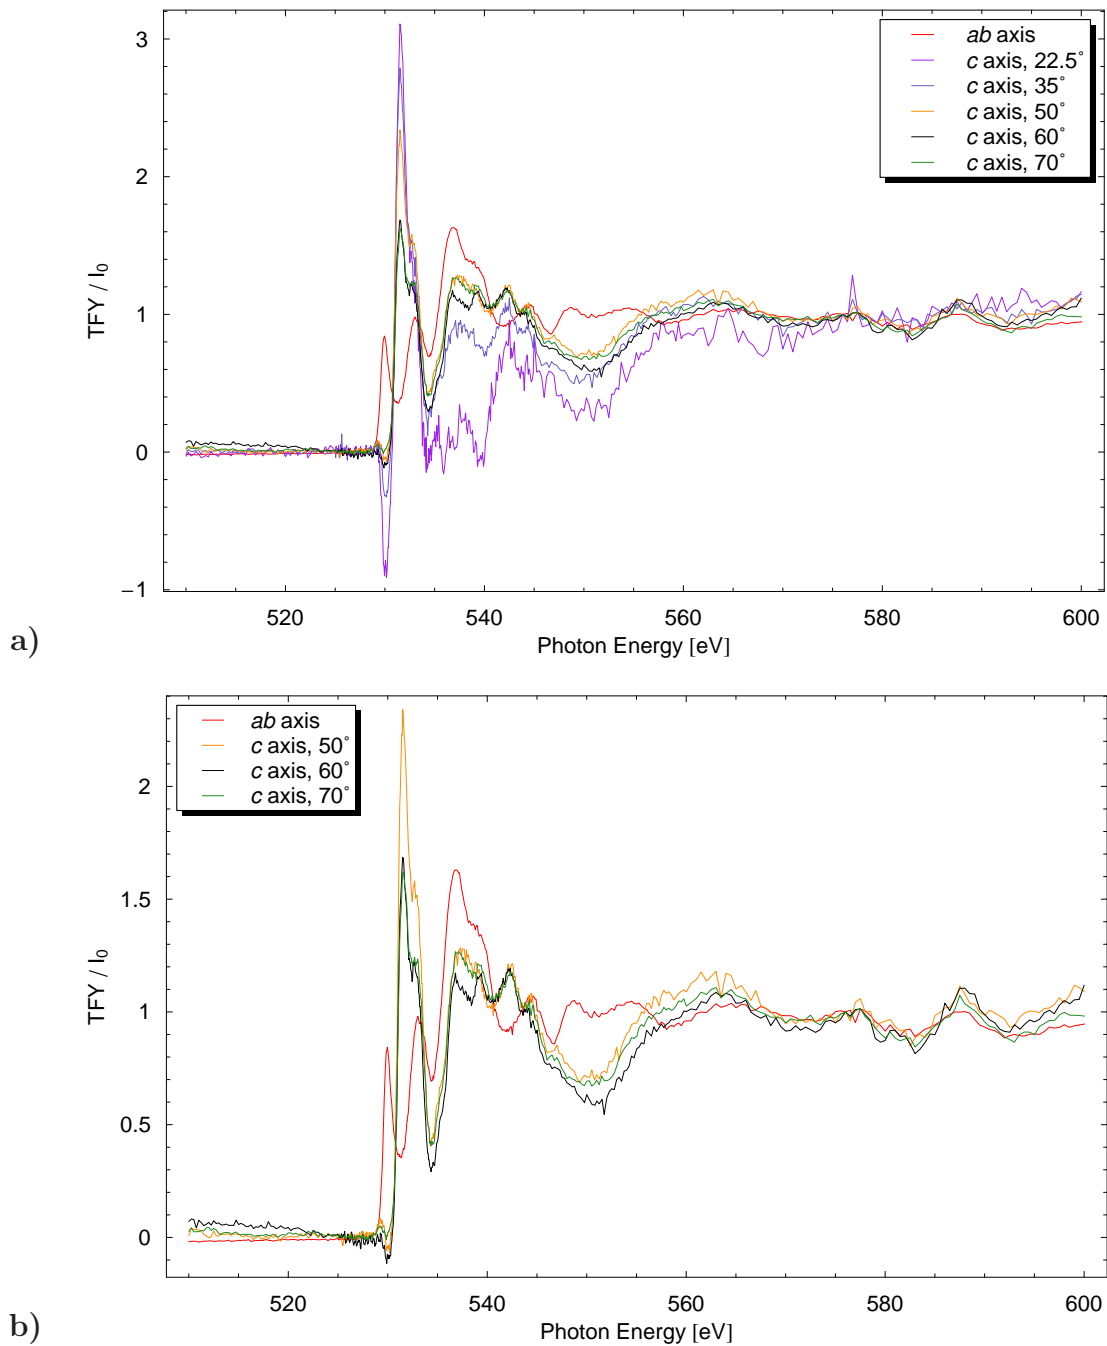 3
2
1
0
−1
TFY / I0
520
540
560
580
600
Photon Energy [eV]
ab axis
c axis, 22.5°
c axis, 35°
c axis, 50°
c axis, 60°
c axis, 70°
a)
2
1.5
1
0.5
0
TFY / I0
520
540
560
580
600
Photon Energy [eV]
ab axis
c axis, 50°
c axis, 60°
c axis, 70°
b)